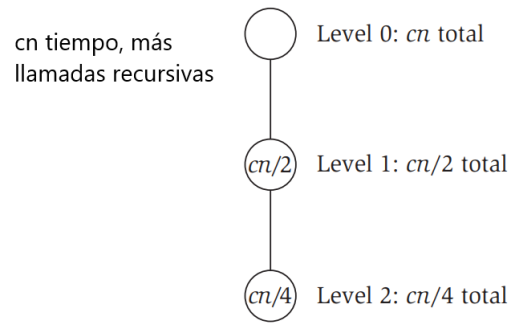 cn tiempo, más
llamadas recursivas
Level 0: cn total
cn/2
Level 1: cn/2 total
cn/4
Level 2: cn/4 total